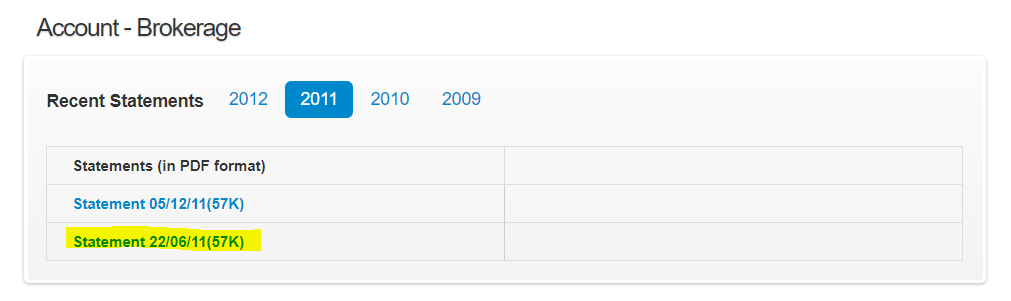 Account - Brokerage
Recent Statements 2012 2011 2010 2009
Statements (in PDF format)
Statement 05/12/11(57K)
Statement 22/06/11(57K)